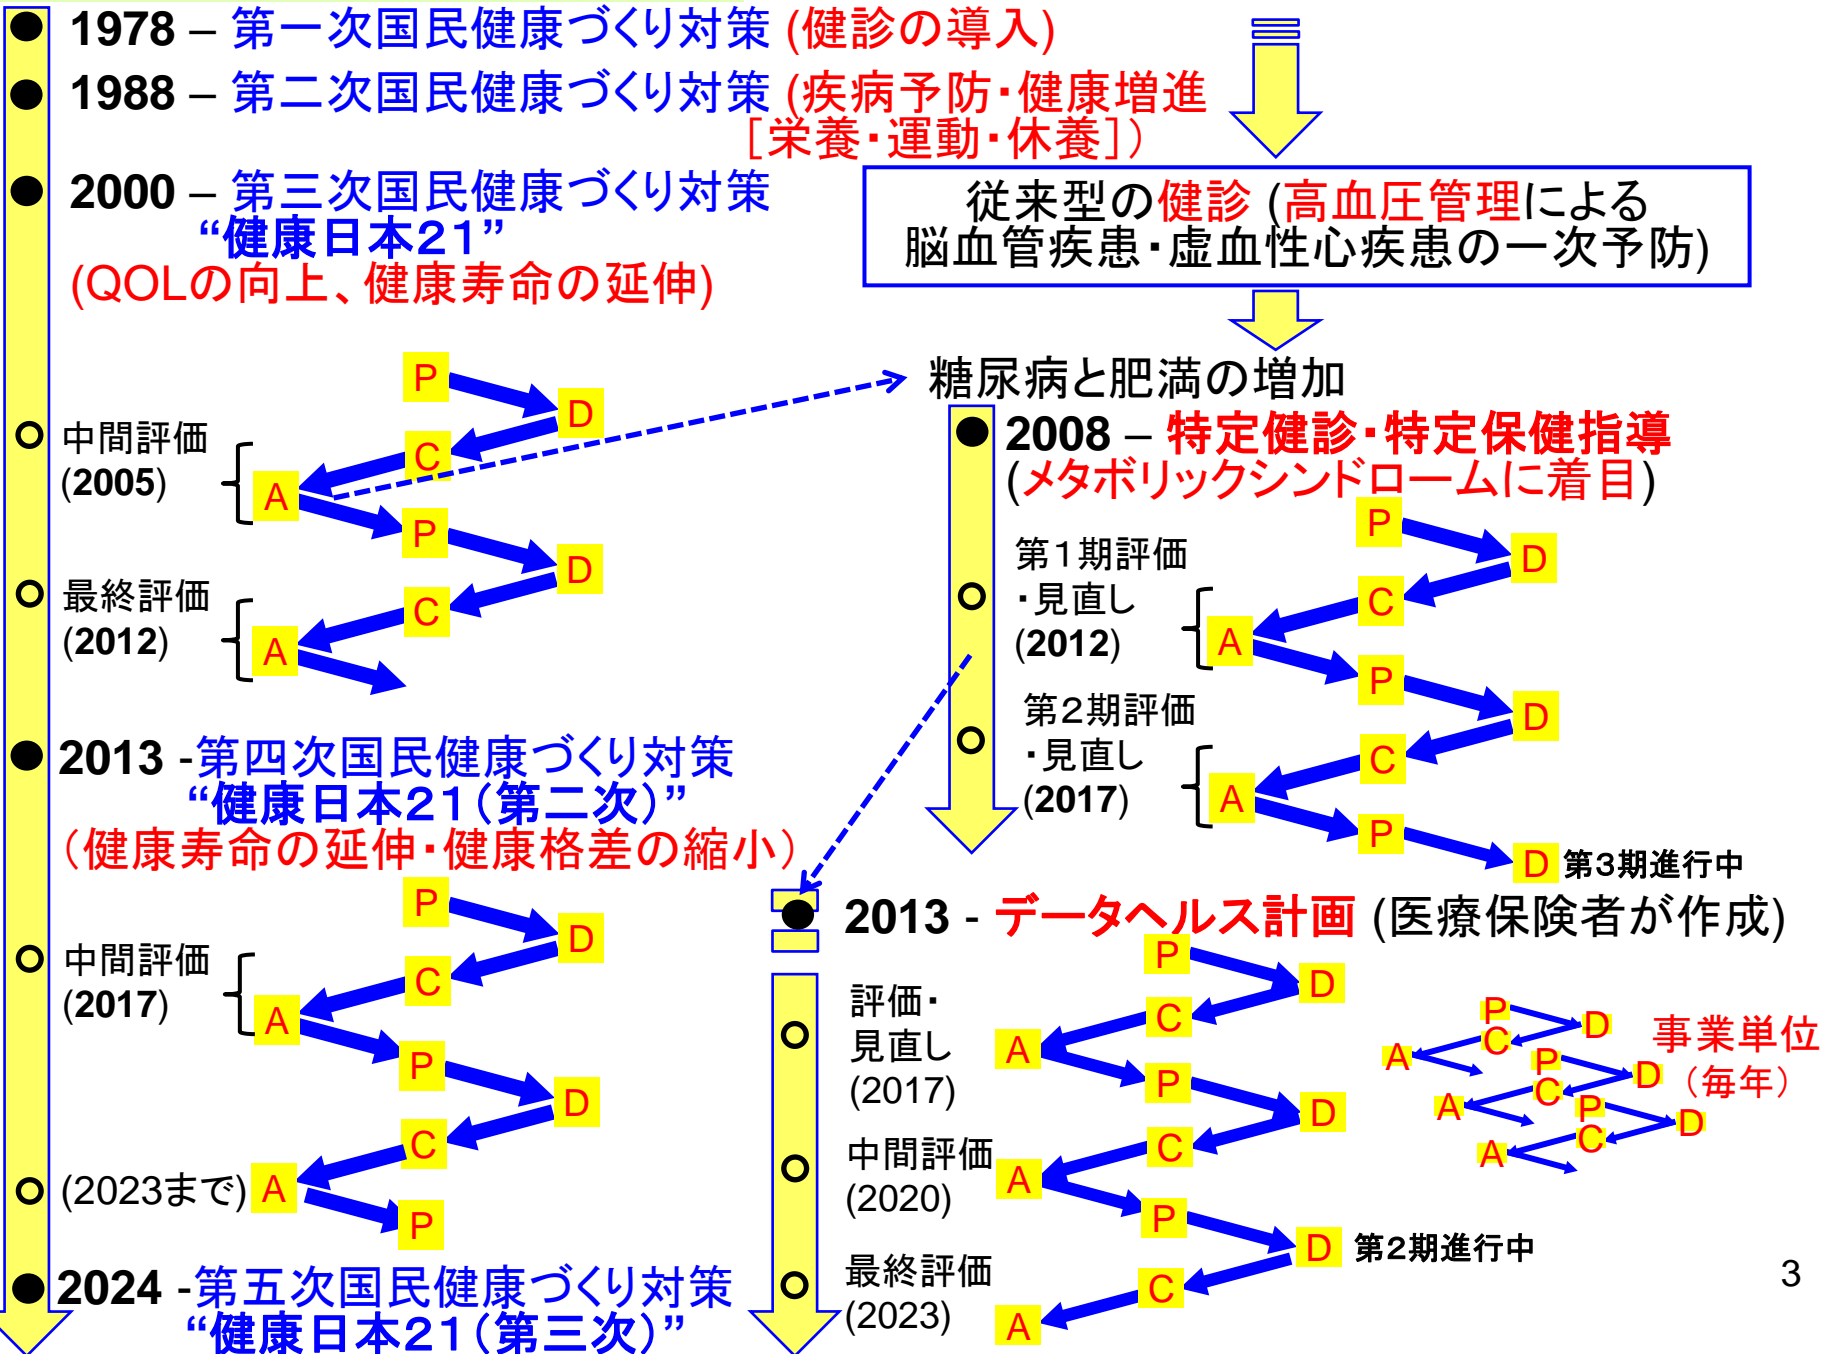 1978 – 第一次国民健康づくり対策 (健診の導入)
1988 – 第二次国民健康づくり対策 (疾病予防・健康増進
[栄養・運動・休養])
2000 – 第三次国民健康づくり対策
“健康日本21”
(QOLの向上、健康寿命の延伸)
P
D
C
A
中間評価
(2005)
P
D
C
A
最終評価
(2012)
2013 -第四次国民健康づくり対策
“健康日本21(第二次)”
(健康寿命の延伸・健康格差の縮小)
P
D
C
A
中間評価
(2017)
P
D
C
A
P
(2023まで)
2024 -第五次国民健康づくり対策
“健康日本21(第三次)”
従来型の健診 (高血圧管理による
脳血管疾患・虚血性心疾患の一次予防)
糖尿病と肥満の増加
2008 – 特定健診・特定保健指導
(メタボリックシンドロームに着目)
P
D
C
A
第1期評価
・見直し
(2012)
P
D
C
A
第2期評価
・見直し
(2017)
P
D 第3期進行中
2013 - データヘルス計画 (医療保険者が作成)
P
D
C
A
評価・
見直し
(2017)
P
D
C
A
中間評価
(2020)
P
D 第2期進行中
C
A
最終評価
(2023)
P
D
C
A
P
D
C
A
P
D
C
A
事業単位
(毎年)
3